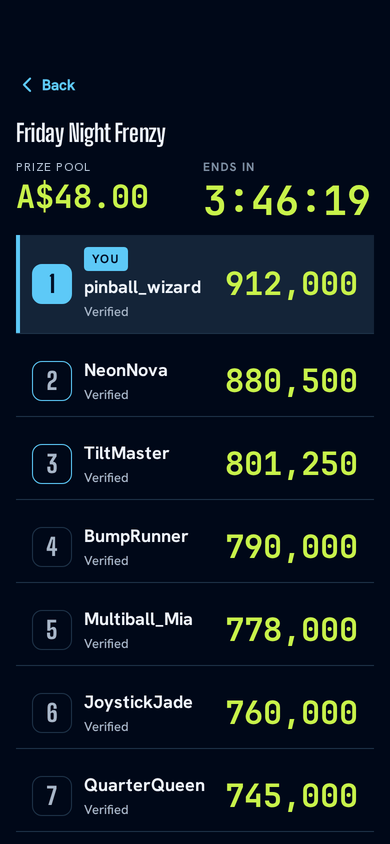 Back
Friday Night Frenzy
PRIZE POOL
A$48.00
ENDS IN
3:46:19
1
YOU
pinball_wizard
Verified
912,000
2
NeonNova
Verified
880,500
3
TiltMaster
Verified
801,250
4
BumpRunner
Verified
790,000
5
Multiball_Mia
Verified
778,000
6
JoystickJade
Verified
760,000
7
QuarterQueen
Verified
745,000